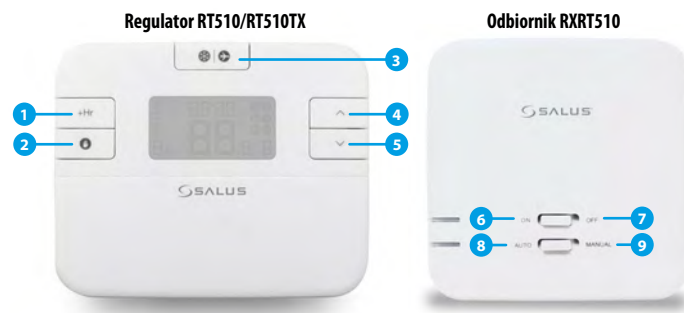 Regulator RT510/RT510TX
Odbiornik RXRT510
3
1 +Hr
4
2
5
SALUS
SALUS
6 ON OFF 7
8 AUTO MANUAL 9